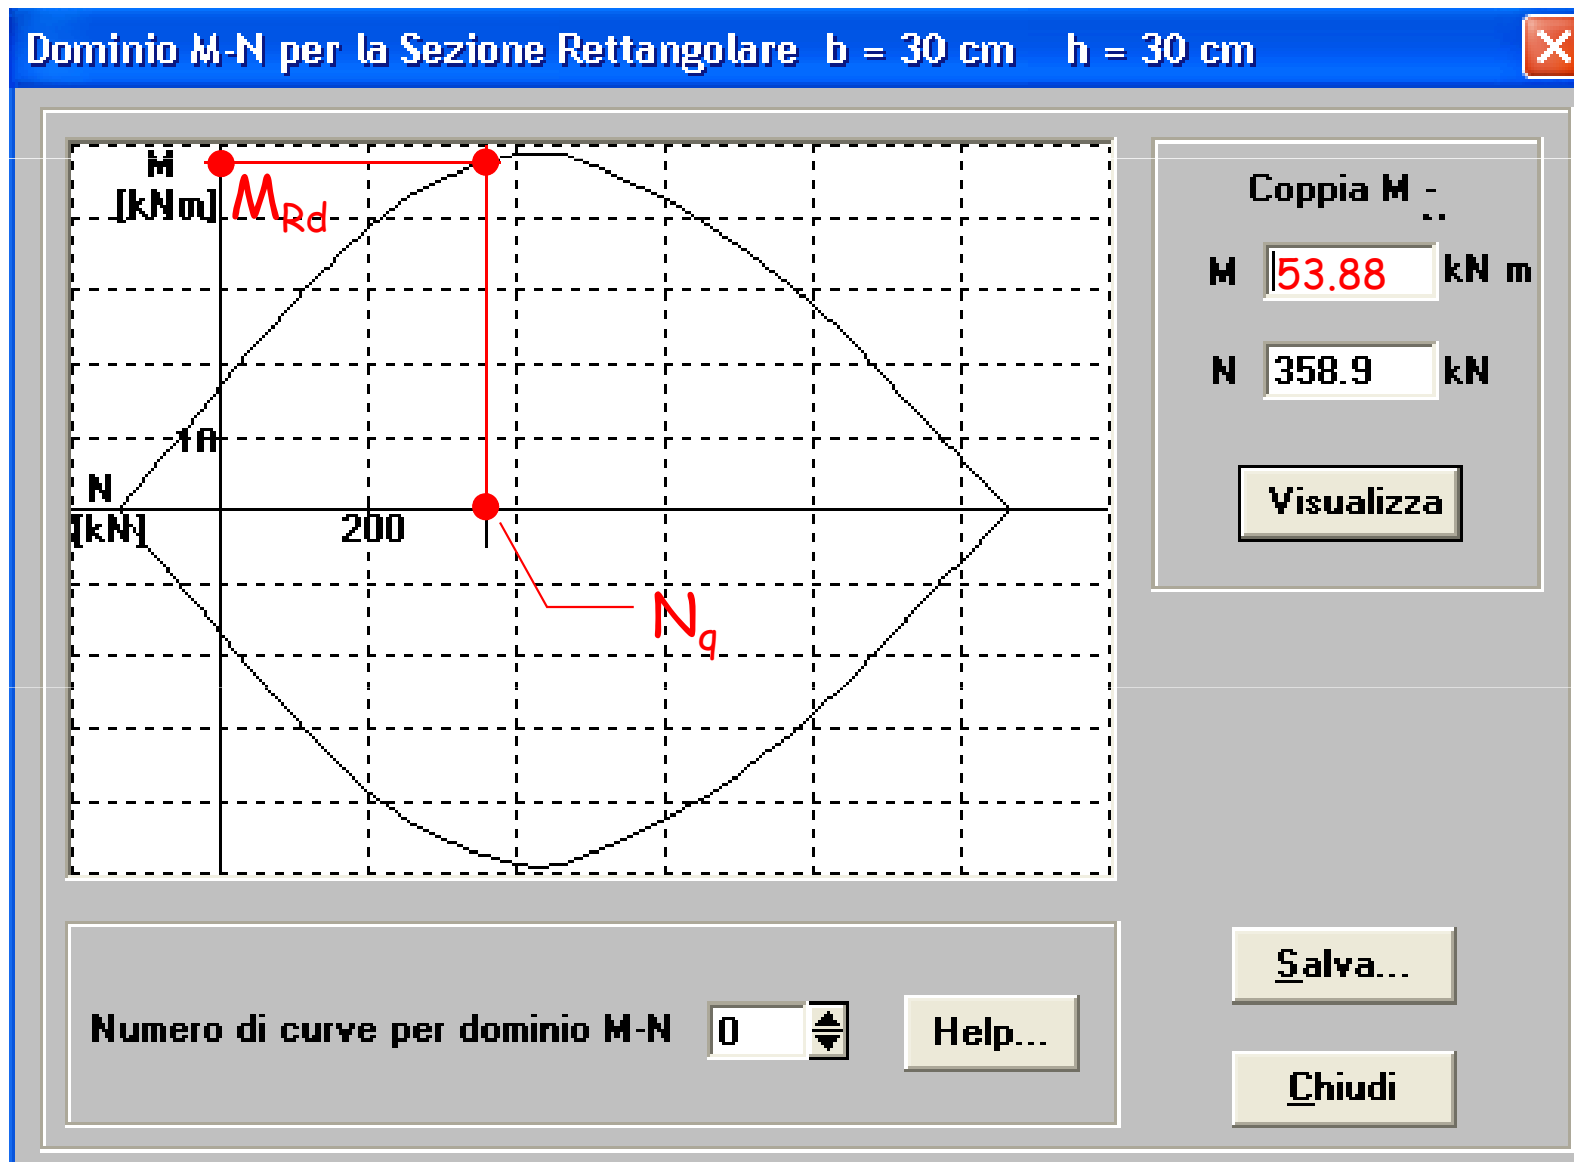 Dominio M-N per la Sezione Rettangolare b = 30 cm h = 30 cm
M
[kNm]
MRd
N
[kN]
200
Nq
Coppia M -
M 53.88 kN m
N 358.9 kN
Visualizza
Numero di curve per dominio M-N 0
Help...
Salva...
Chiudi